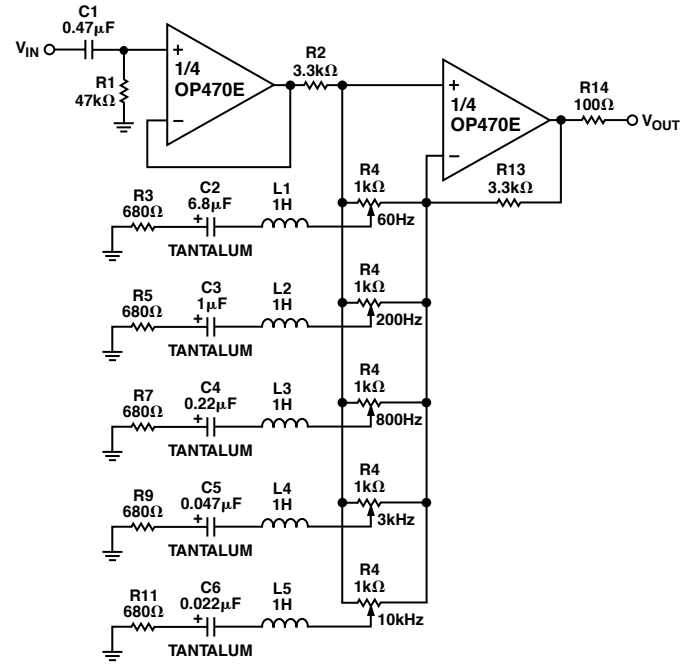 C1
0.47µF
VIN
R1
47kΩ
+
1/4
OP470E
–
R2
3.3kΩ
+
1/4
OP470E
–
R14
100Ω
VOUT
R13
3.3kΩ
R3
680Ω
+
C2
6.8µF
TANTALUM
L1
1H
R4
1kΩ
60Hz
R5
680Ω
+
C3
1µF
TANTALUM
L2
1H
R4
1kΩ
200Hz
R7
680Ω
+
C4
0.22µF
TANTALUM
L3
1H
R4
1kΩ
800Hz
R9
680Ω
+
C5
0.047µF
TANTALUM
L4
1H
R4
1kΩ
3kHz
R11
680Ω
+
C6
0.022µF
TANTALUM
L5
1H
R4
1kΩ
10kHz